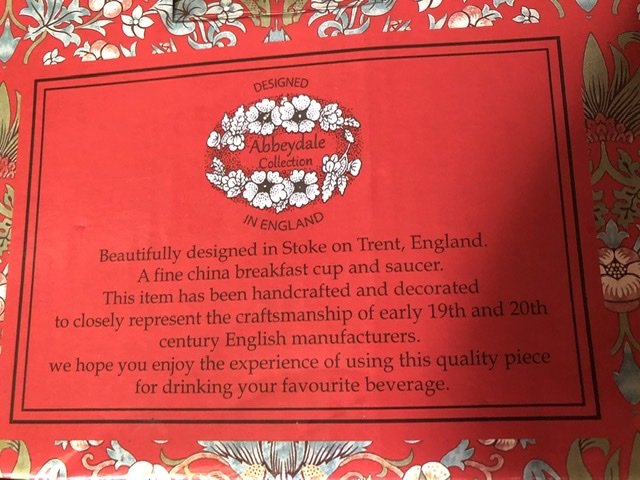 DESIGNED
Abbeydale
Collection
IN ENGLAND
Beautifully designed in Stoke on Trent, England.
A fine china breakfast cup and saucer.
This item has been handcrafted and decorated
to closely represent the craftsmanship of early 19th and 20th
century English manufacturers.
we hope you enjoy the experience of using this quality piece
for drinking your favourite beverage.